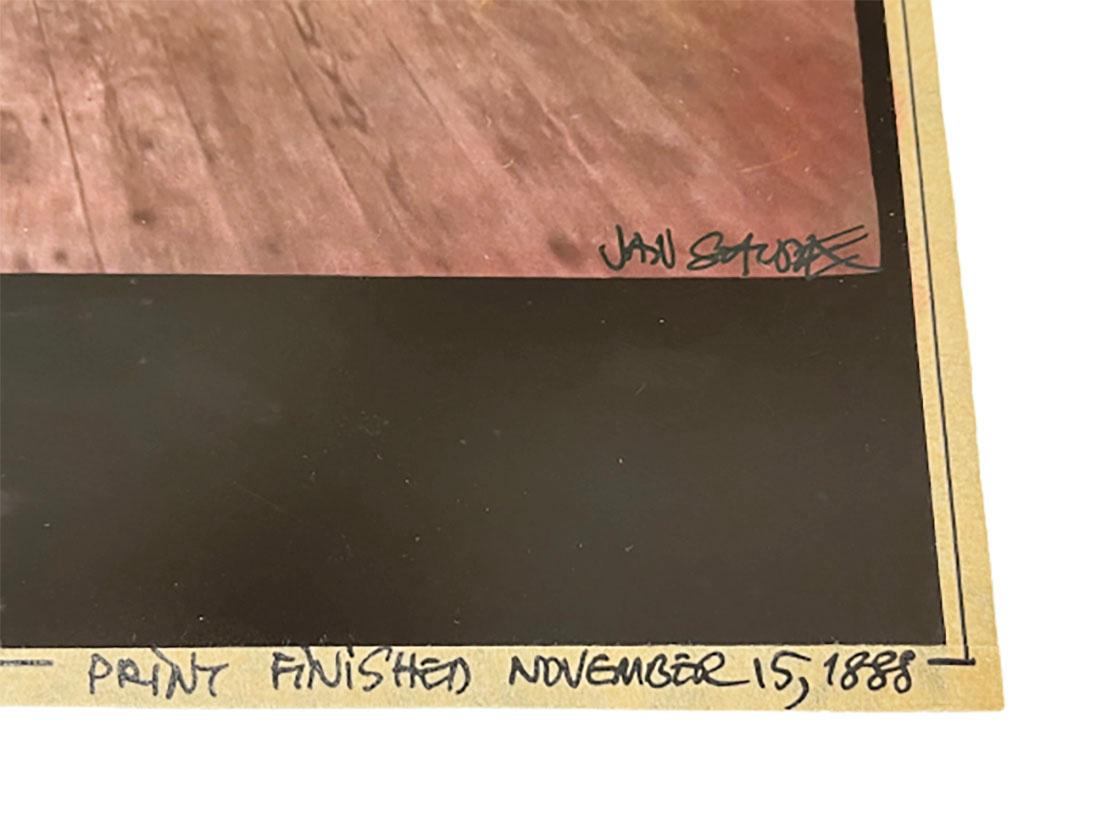 JAN SAUDEK
PRINT FINISHED NOVEMBER 15, 1888